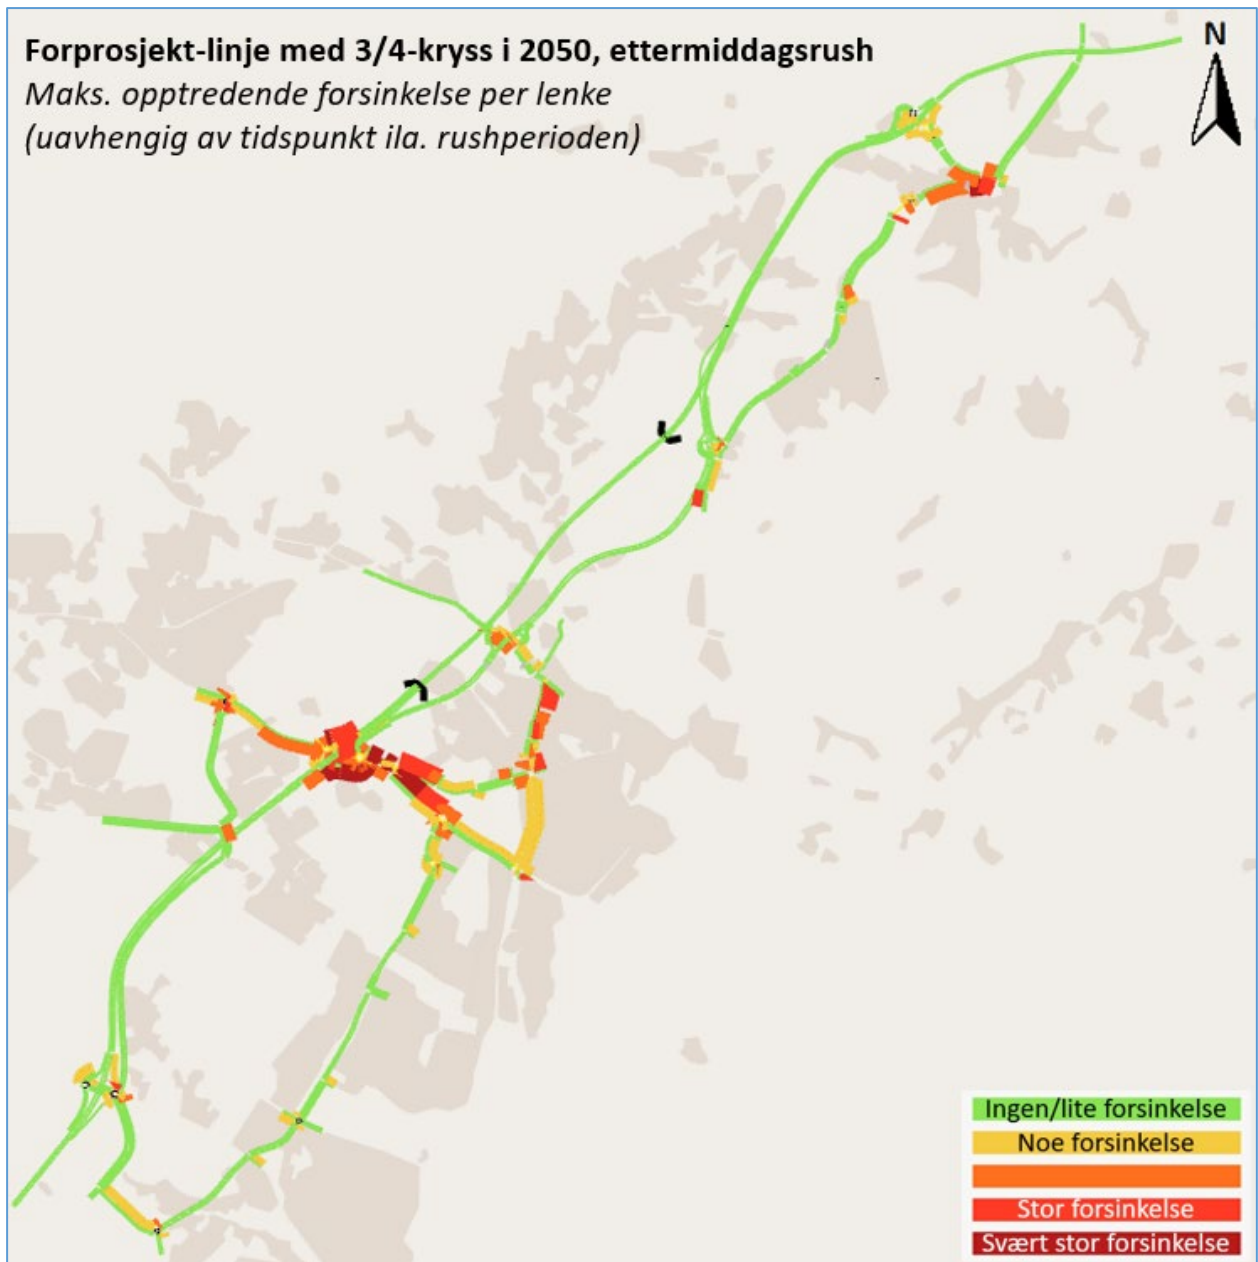 Forprosjekt-linje med 3/4-kryss i 2050, ettermiddagsrush
Maks. opptredende forsinkelse per lenke
(uavhengig av tidspunkt ila. rushperioden)
N
Ingen/lite forsinkelse
Noe forsinkelse
Stor forsinkelse
Svært stor forsinkelse